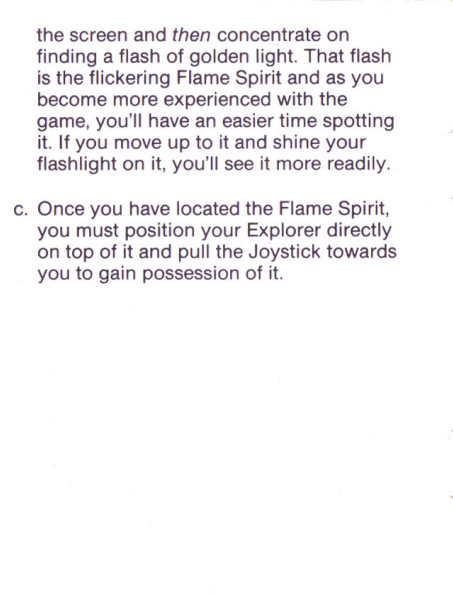 the screen and then concentrate on
finding a flash of golden light. That flash
is the flickering Flame Spirit and as you
become more experienced with the
game, you'll have an easier time spotting
it. If you move up to it and shine your
flashlight on it, you'll see it more readily.
c. Once you have located the Flame Spirit,
you must position your Explorer directly
on top of it and pull the Joystick towards
you to gain possession of it.